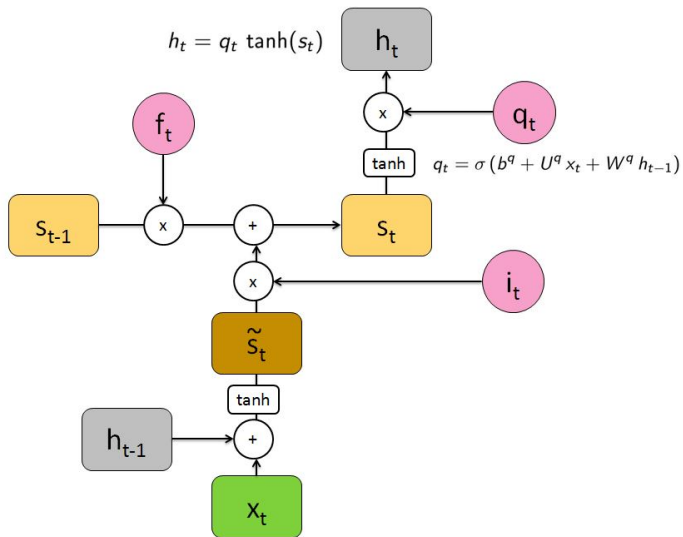 h_t = q_t tanh(s_t)
h_t
f_t
x
q_t
tanh
q_t = σ (b^q + U^q x_t + W^q h_{t−1})
s_{t-1}
x
+
s_t
x
i_t
s̃_t
tanh
h_{t-1}
+
x_t